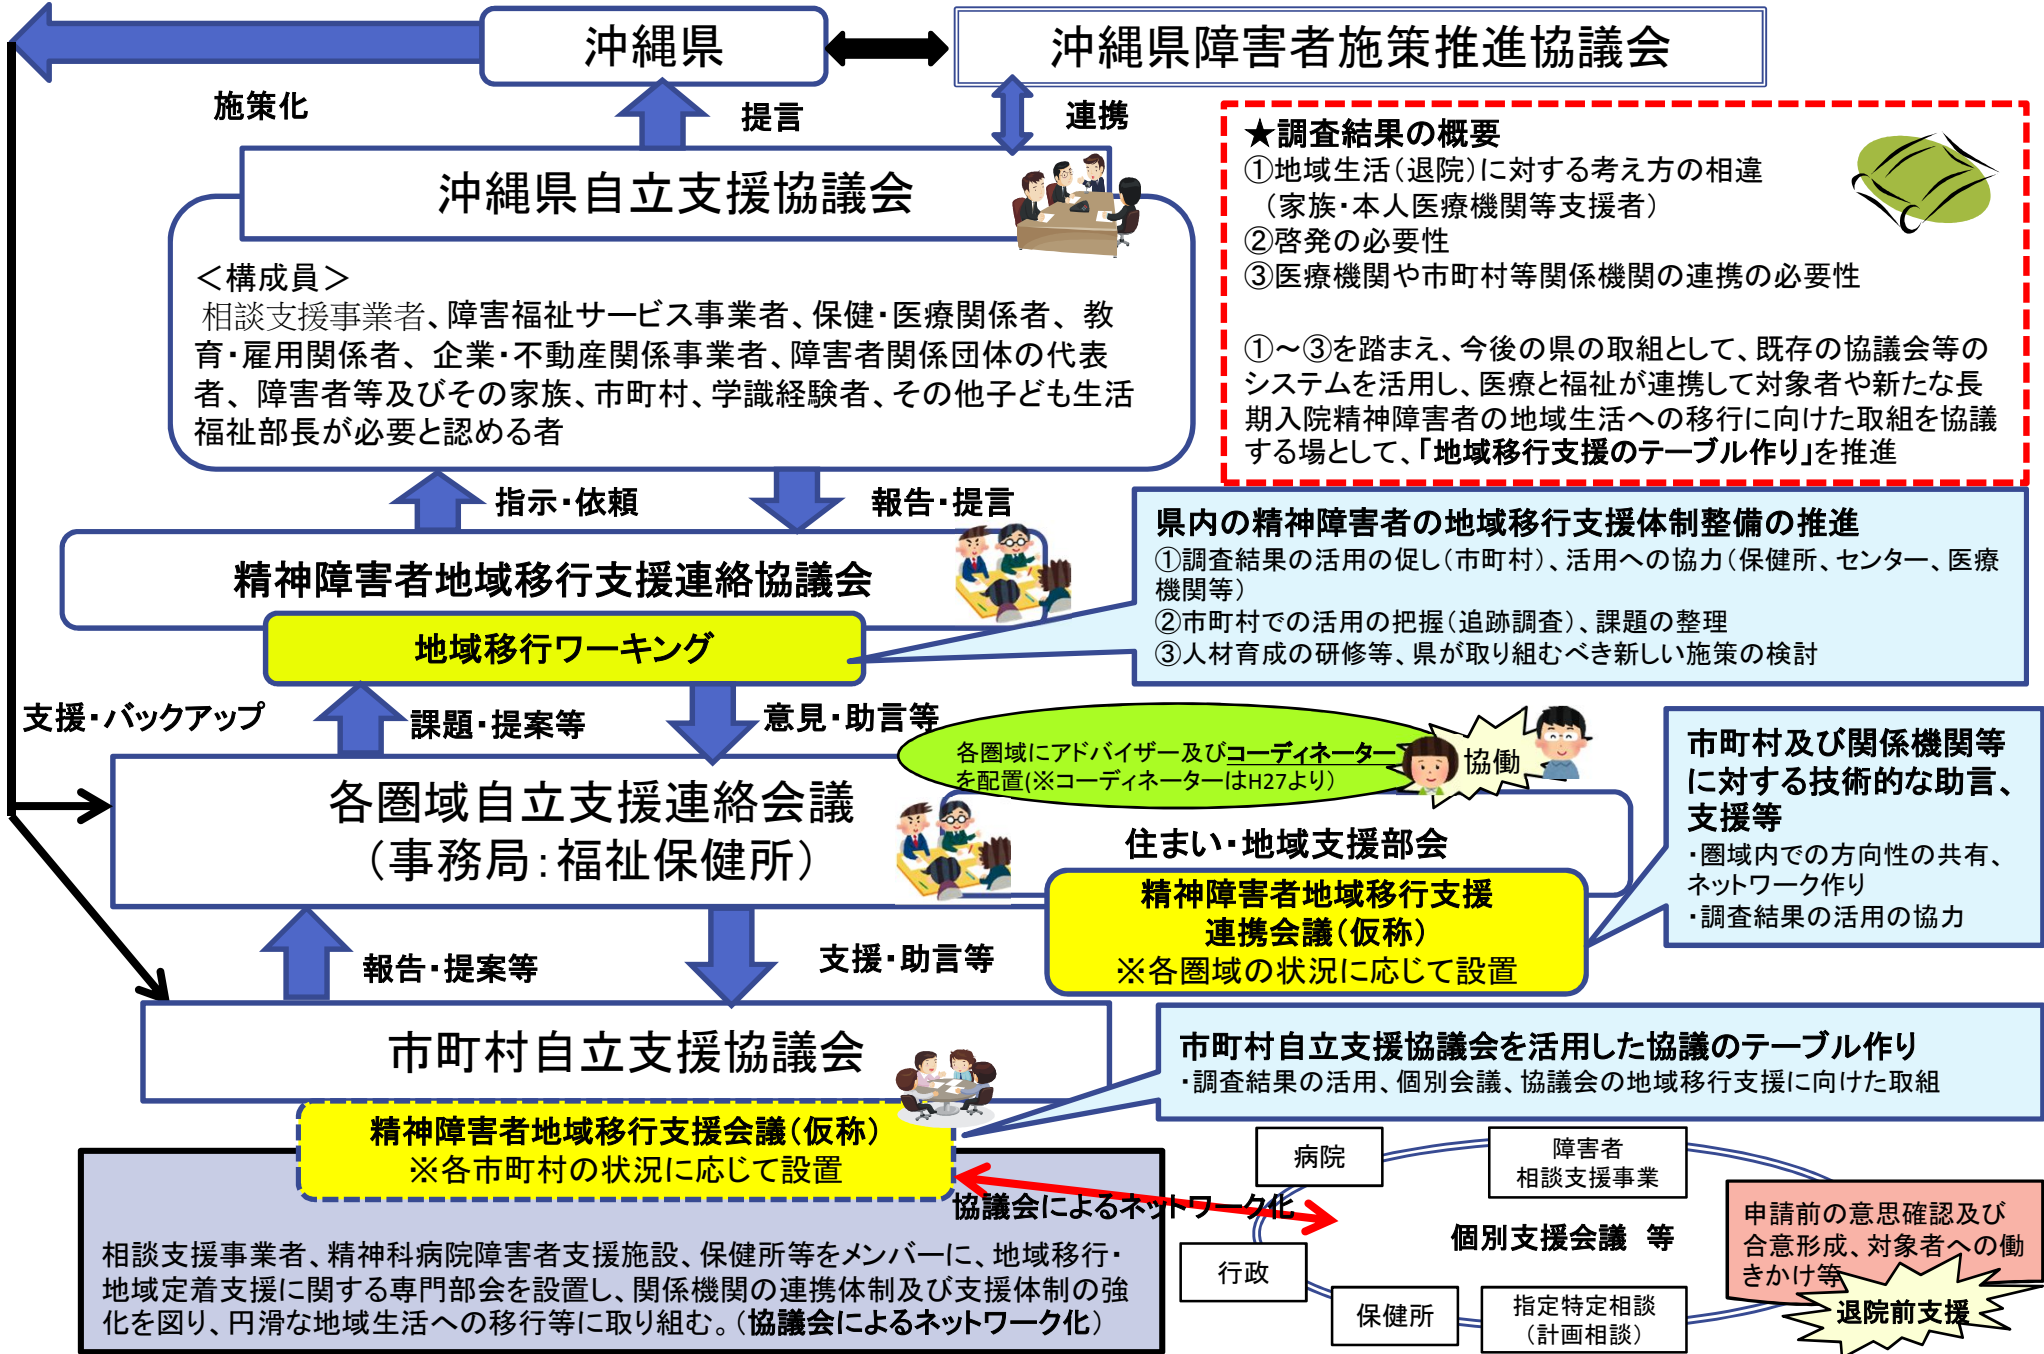 沖縄県
沖縄県障害者施策推進協議会
施策化
提言
連携
沖縄県自立支援協議会
＜構成員＞
相談支援事業者、障害福祉サービス事業者、保健・医療関係者、教
育・雇用関係者、企業・不動産関係事業者、障害者関係団体の代表
者、障害者等及びその家族、市町村、学識経験者、その他子ども生活
福祉部長が必要と認める者
★調査結果の概要
①地域生活（退院）に対する考え方の相違
（家族・本人医療機関等支援者）
②啓発の必要性
③医療機関や市町村等関係機関の連携の必要性
①～③を踏まえ、今後の県の取組として、既存の協議会等の
システムを活用し、医療と福祉が連携して対象者や新たな長
期入院精神障害者の地域生活への移行に向けた取組を協議
する場として、「地域移行支援のテーブル作り」を推進
指示・依頼
報告・提言
精神障害者地域移行支援連絡協議会
地域移行ワーキング
県内の精神障害者の地域移行支援体制整備の推進
①調査結果の活用の促し（市町村）、活用への協力（保健所、センター、医療
機関等）
②市町村での活用の把握（追跡調査）、課題の整理
③人材育成の研修等、県が取り組むべき新しい施策の検討
支援・バックアップ
課題・提案等
意見・助言等
各圏域にアドバイザー及びコーディネーター
を配置(※コーディネーターはH27より）
協働
各圏域自立支援連絡会議
（事務局：福祉保健所）
住まい・地域支援部会
精神障害者地域移行支援
連携会議（仮称）
※各圏域の状況に応じて設置
市町村及び関係機関等
に対する技術的な助言、
支援等
・圏域内での方向性の共有、
ネットワーク作り
・調査結果の活用の協力
報告・提案等
支援・助言等
市町村自立支援協議会
市町村自立支援協議会を活用した協議のテーブル作り
・調査結果の活用、個別会議、協議会の地域移行支援に向けた取組
精神障害者地域移行支援会議（仮称）
※各市町村の状況に応じて設置
協議会によるネットワーク化
相談支援事業者、精神科病院障害者支援施設、保健所等をメンバーに、地域移行・
地域定着支援に関する専門部会を設置し、関係機関の連携体制及び支援体制の強
化を図り、円滑な地域生活への移行等に取り組む。（協議会によるネットワーク化）
病院
障害者
相談支援事業
個別支援会議 等
行政
保健所
指定特定相談
（計画相談）
申請前の意思確認及び
合意形成、対象者への働
きかけ等
退院前支援